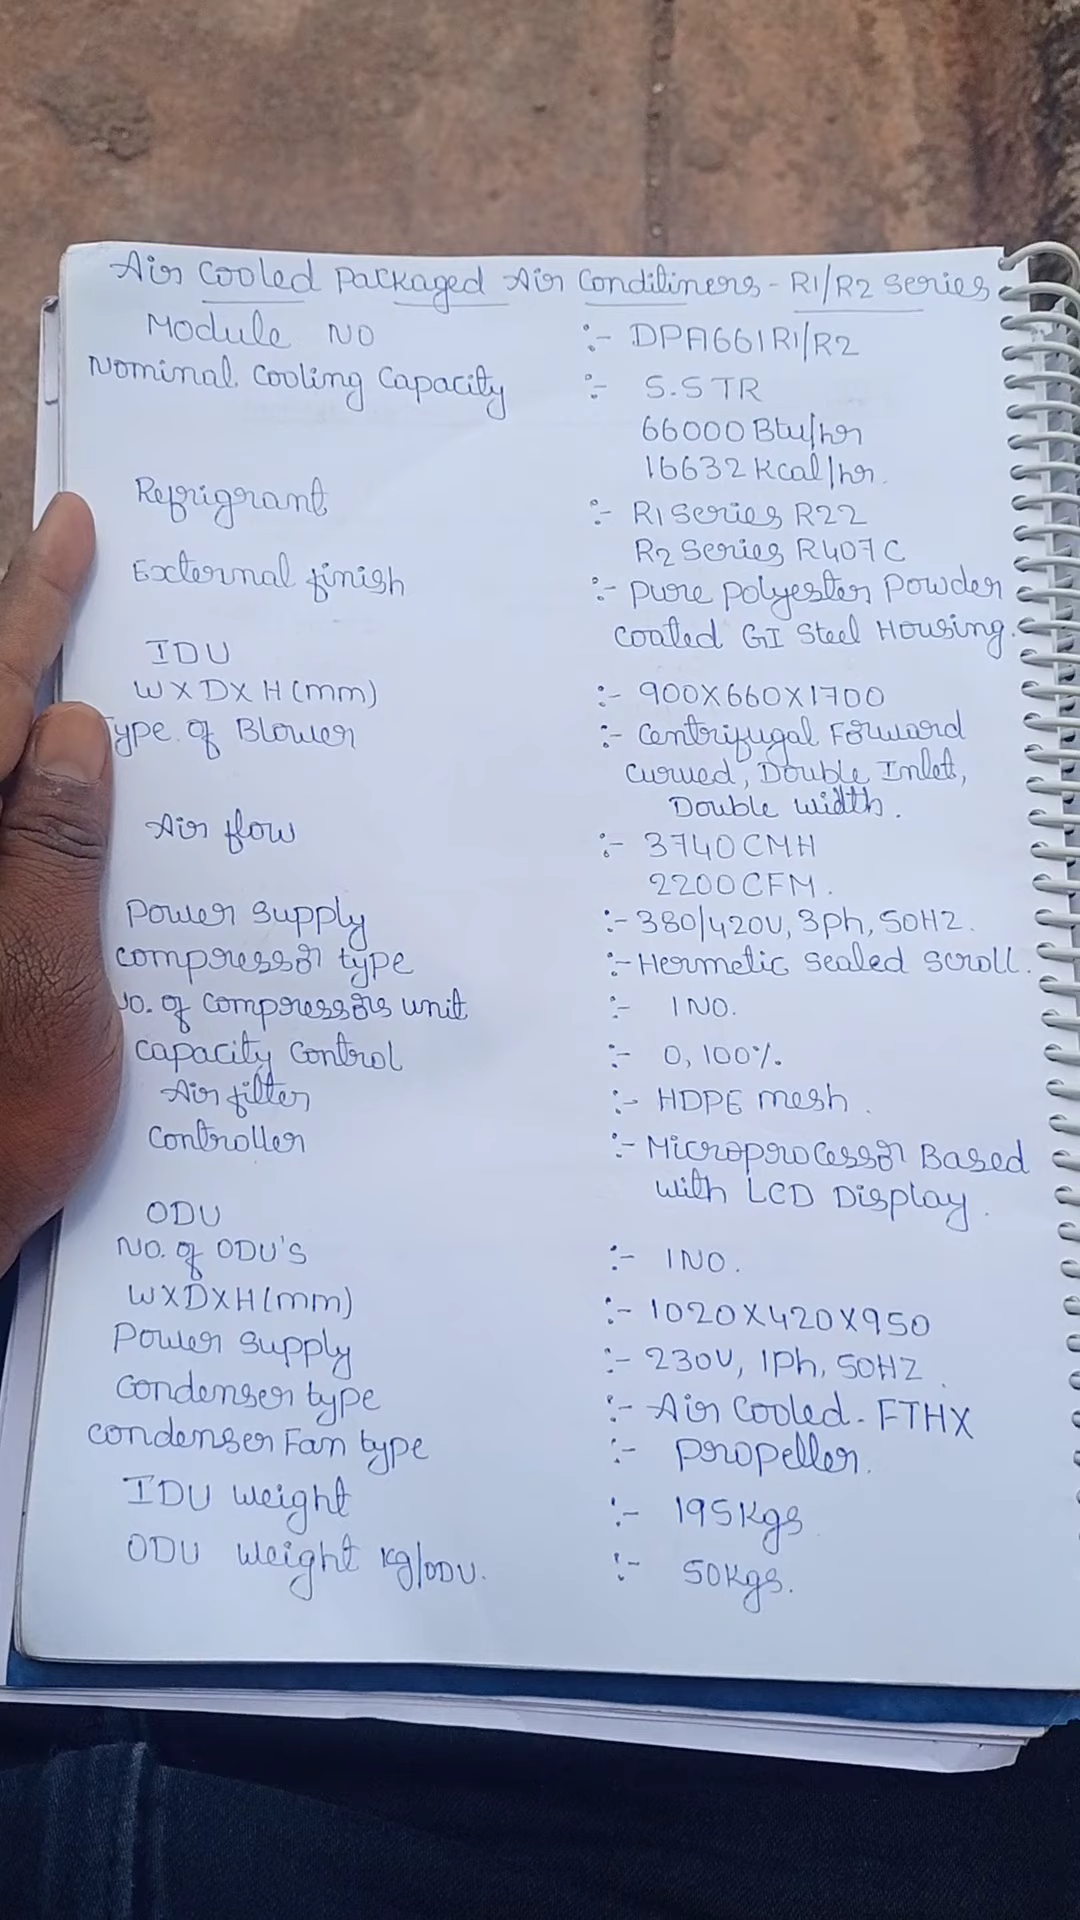 Air Cooled Packaged Air Conditiners - R1/R2 Series
Module NO :- DPA661R1/R2
Nominal Cooling Capacity :- 5.5TR
66000 Btu/hr
16632 Kcal/hr.
Refrigrant :- R1 Series R22
R2 Series R407C
External finish :- Pure Polyester Powder
coated GI Steel Housing.
IDU
WXDXH(mm) :- 900X660X1700
Type of Blower :- Centrifugal Forward
Curved, Double Inlet,
Double width.
Air flow :- 3740CMH
2200CFM.
Power Supply :- 380/420V, 3Ph, 50HZ.
Compressor type :- Hermetic Sealed Scroll.
No. of Compressors unit :- 1NO.
Capacity Control :- 0, 100%.
Air filter :- HDPE mesh.
Controller :- Microprocessor Based
with LCD Display.
ODU
NO. of ODU'S :- 1NO.
WXDXH(mm) :- 1020X420X950
Power Supply :- 230V, 1Ph, 50HZ.
Condenser type :- Air Cooled - FTHX
Condenser Fan type :- Propeller.
IDU weight :- 195Kgs
ODU weight kg/ODU. :- 50Kgs.